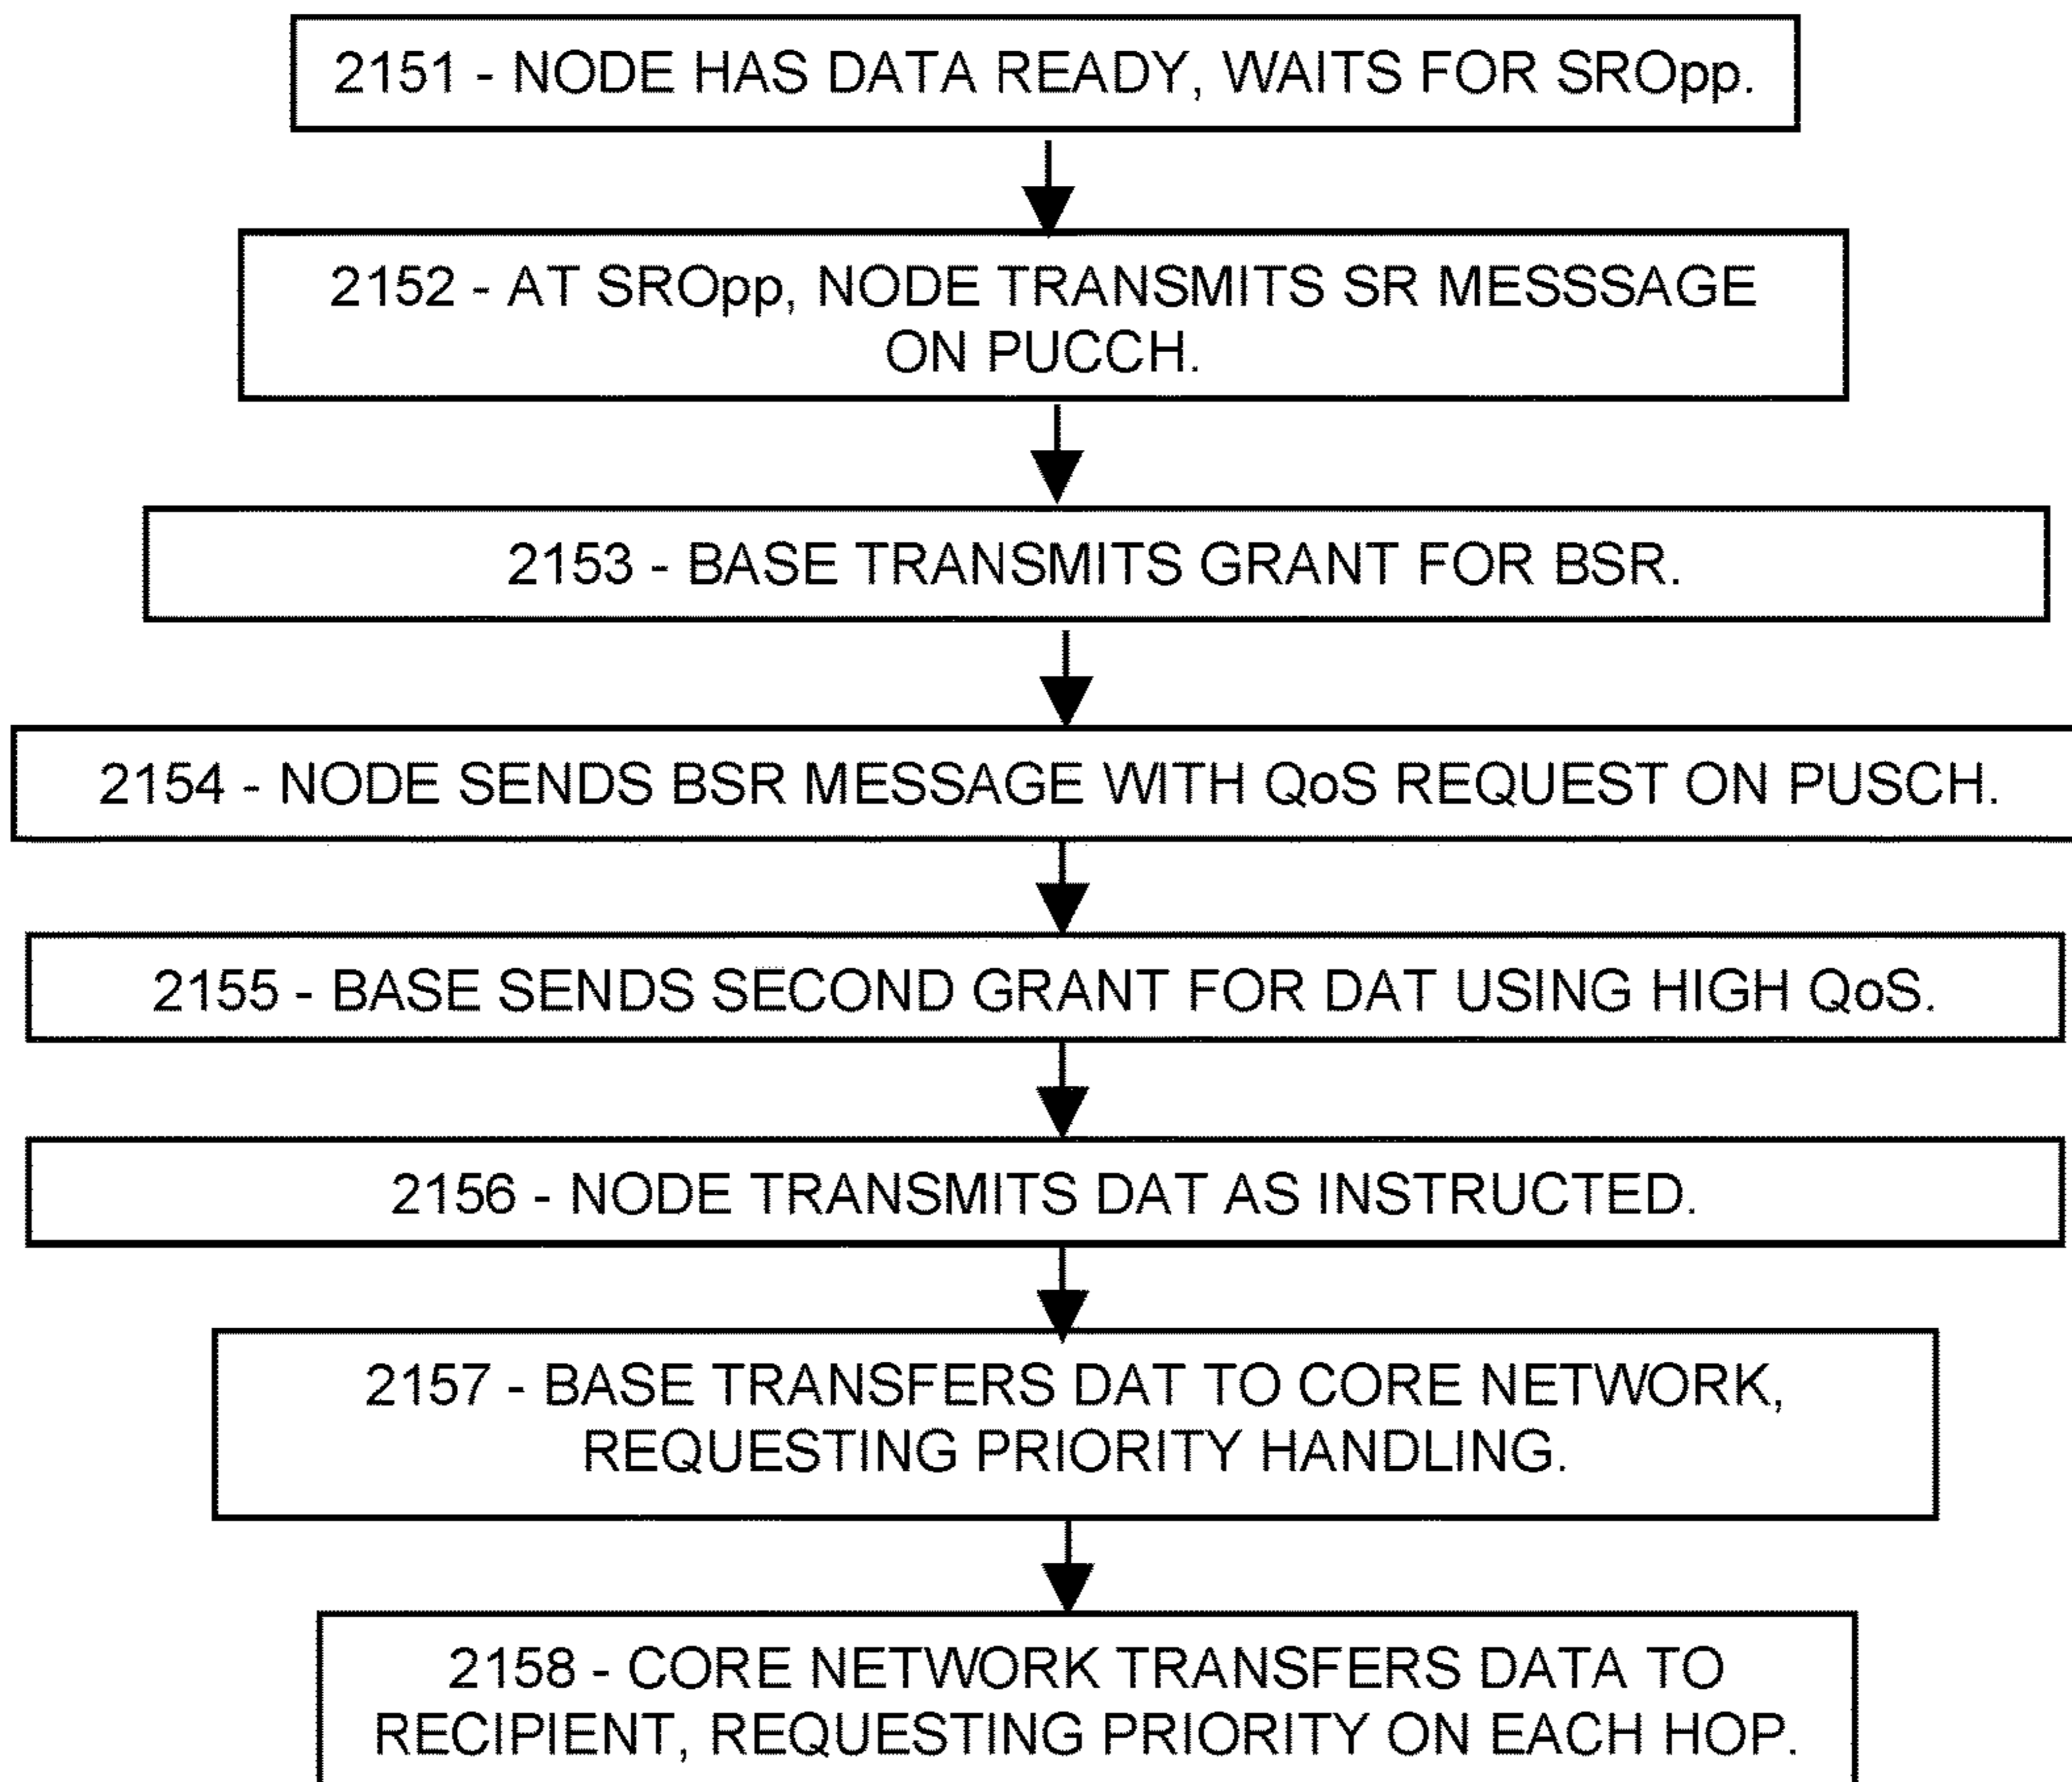 2151 - NODE HAS DATA READY, WAITS FOR SROpp.
2152 - AT SROpp, NODE TRANSMITS SR MESSSAGE
ON PUCCH.
2153 - BASE TRANSMITS GRANT FOR BSR.
2154 - NODE SENDS BSR MESSAGE WITH QoS REQUEST ON PUSCH.
2155 - BASE SENDS SECOND GRANT FOR DAT USING HIGH QoS.
2156 - NODE TRANSMITS DAT AS INSTRUCTED.
2157 - BASE TRANSFERS DAT TO CORE NETWORK,
REQUESTING PRIORITY HANDLING.
2158 - CORE NETWORK TRANSFERS DATA TO
RECIPIENT, REQUESTING PRIORITY ON EACH HOP.